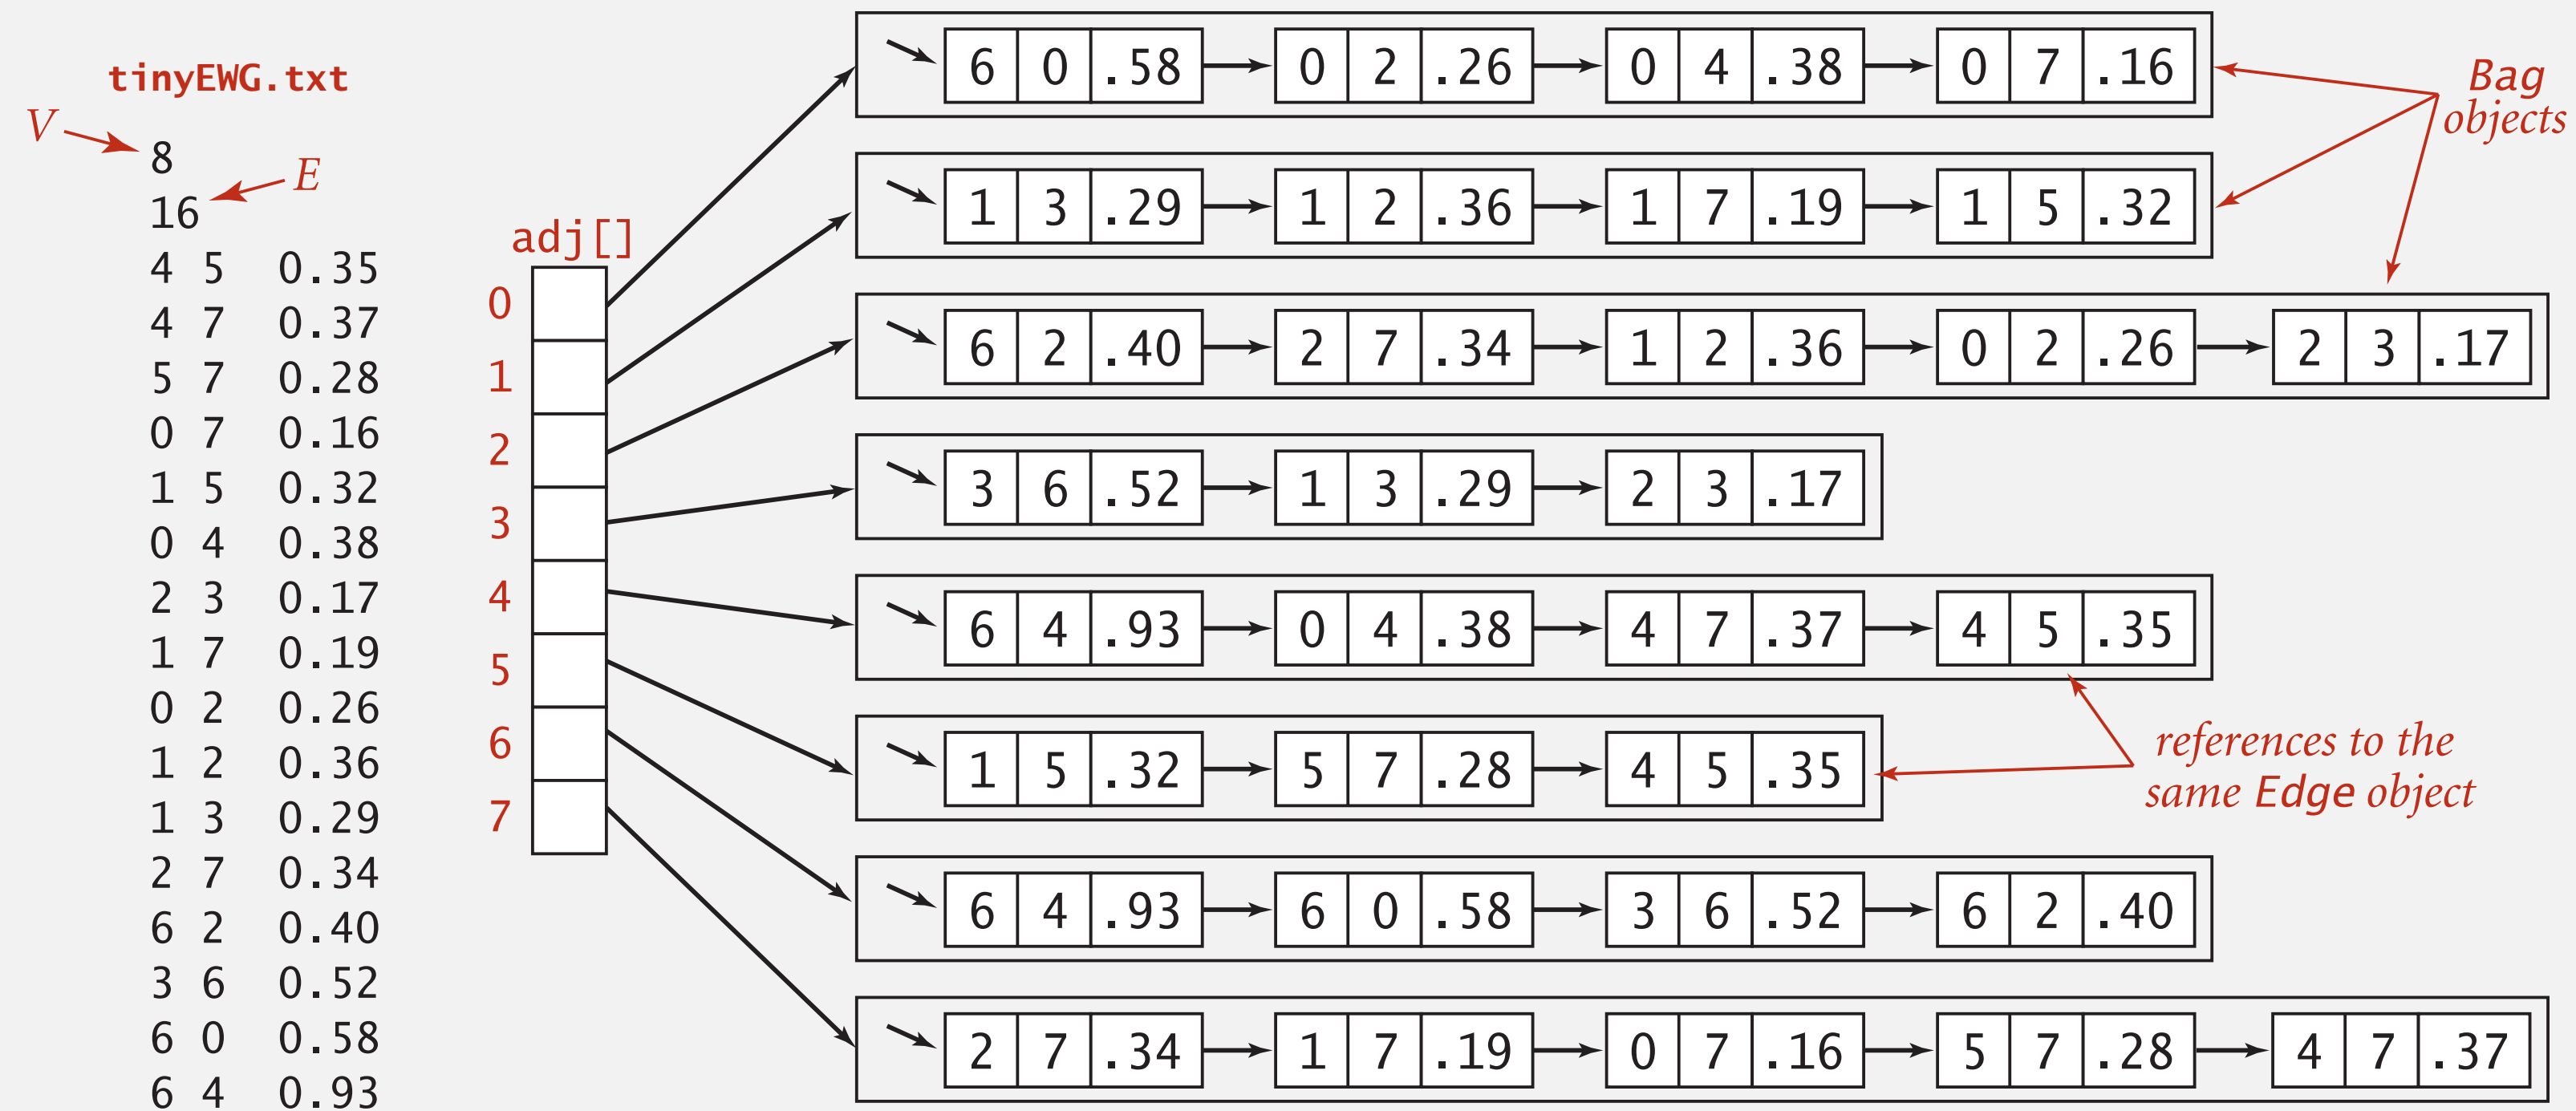 tinyEWG.txt
V
8
E
16
4 5 0.35
4 7 0.37
5 7 0.28
0 7 0.16
1 5 0.32
0 4 0.38
2 3 0.17
1 7 0.19
0 2 0.26
1 2 0.36
1 3 0.29
2 7 0.34
6 2 0.40
3 6 0.52
6 0 0.58
6 4 0.93
adj[]
0
1
2
3
4
5
6
7
6 0 .58 0 2 .26 0 4 .38 0 7 .16
1 3 .29 1 2 .36 1 7 .19 1 5 .32
6 2 .40 2 7 .34 1 2 .36 0 2 .26 2 3 .17
3 6 .52 1 3 .29 2 3 .17
6 4 .93 0 4 .38 4 7 .37 4 5 .35
1 5 .32 5 7 .28 4 5 .35
6 4 .93 6 0 .58 3 6 .52 6 2 .40
2 7 .34 1 7 .19 0 7 .16 5 7 .28 4 7 .37
Bag
objects
references to the
same Edge object